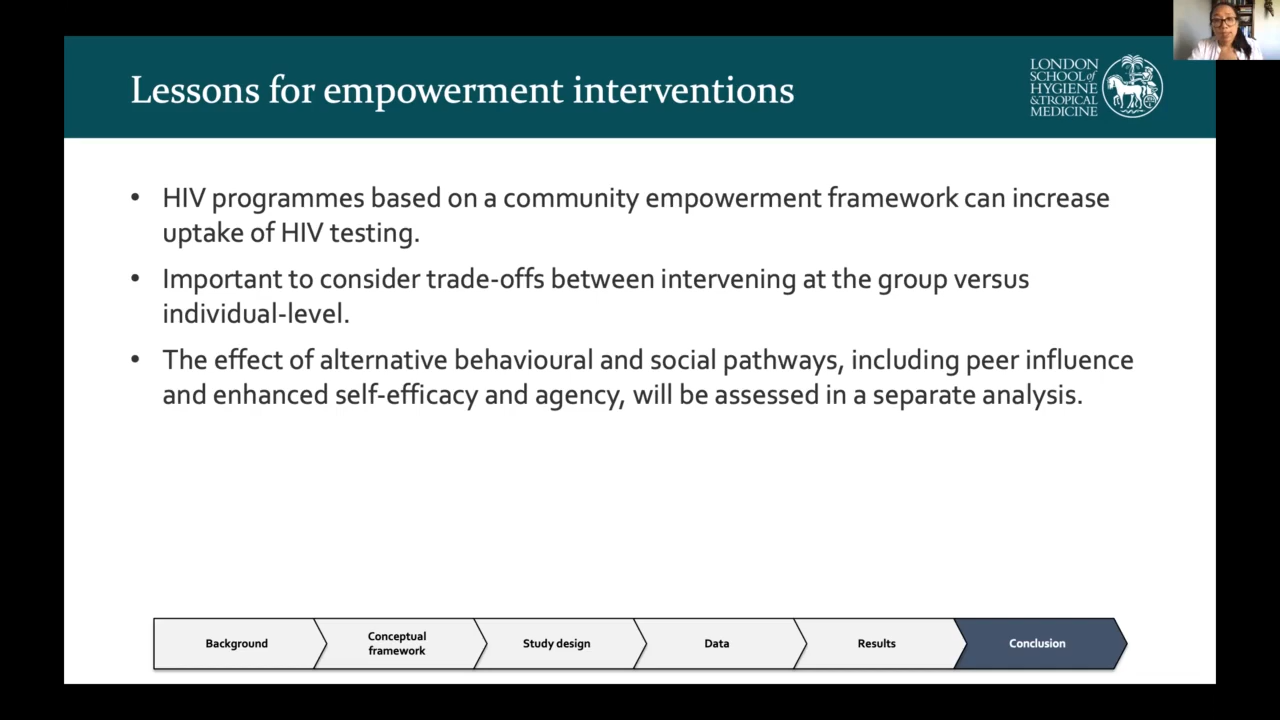 Lessons for empowerment interventions
LONDON
SCHOOL of
HYGIENE
& TROPICAL
MEDICINE
• HIV programmes based on a community empowerment framework can increase
uptake of HIV testing.
• Important to consider trade-offs between intervening at the group versus
individual-level.
• The effect of alternative behavioural and social pathways, including peer influence
and enhanced self-efficacy and agency, will be assessed in a separate analysis.
Background
Conceptual
framework
Study design
Data
Results
Conclusion